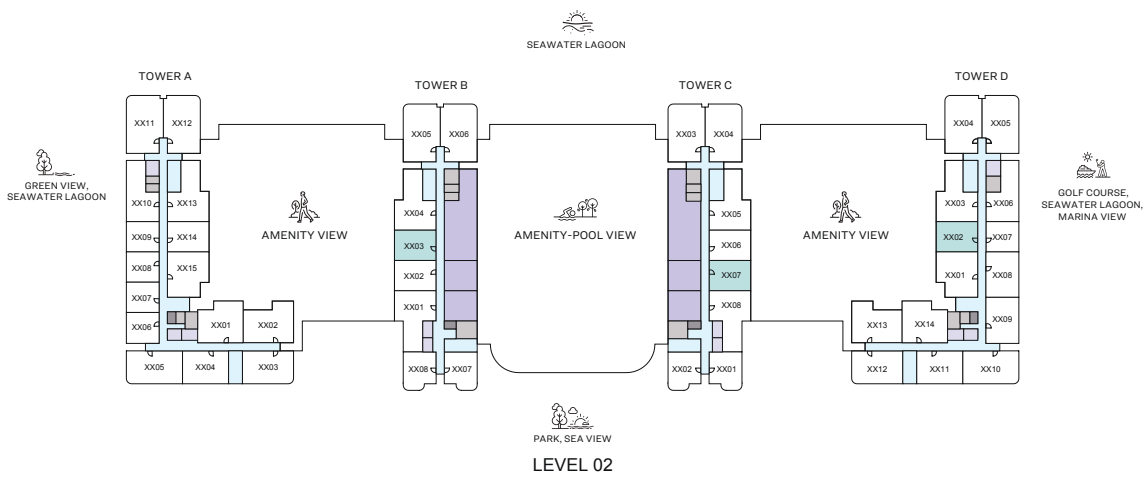 SEAWATER LAGOON
TOWER A
TOWER B
TOWER C
TOWER D
XX11 XX12
XX05 XX06
XX03 XX04
XX04 XX05
GREEN VIEW,
SEAWATER LAGOON
GOLF COURSE,
SEAWATER LAGOON,
MARINA VIEW
XX10 XX13
XX04
XX05
XX03 XX06
AMENITY VIEW
AMENITY-POOL VIEW
AMENITY VIEW
XX09 XX14
XX03
XX06
XX02 XX07
XX08 XX15
XX02
XX07
XX01 XX08
XX07
XX01
XX08
XX06 XX01 XX02
XX13 XX14 XX09
XX05 XX04 XX03
XX08 XX07
XX02 XX01
XX12 XX11 XX10
PARK, SEA VIEW
LEVEL 02